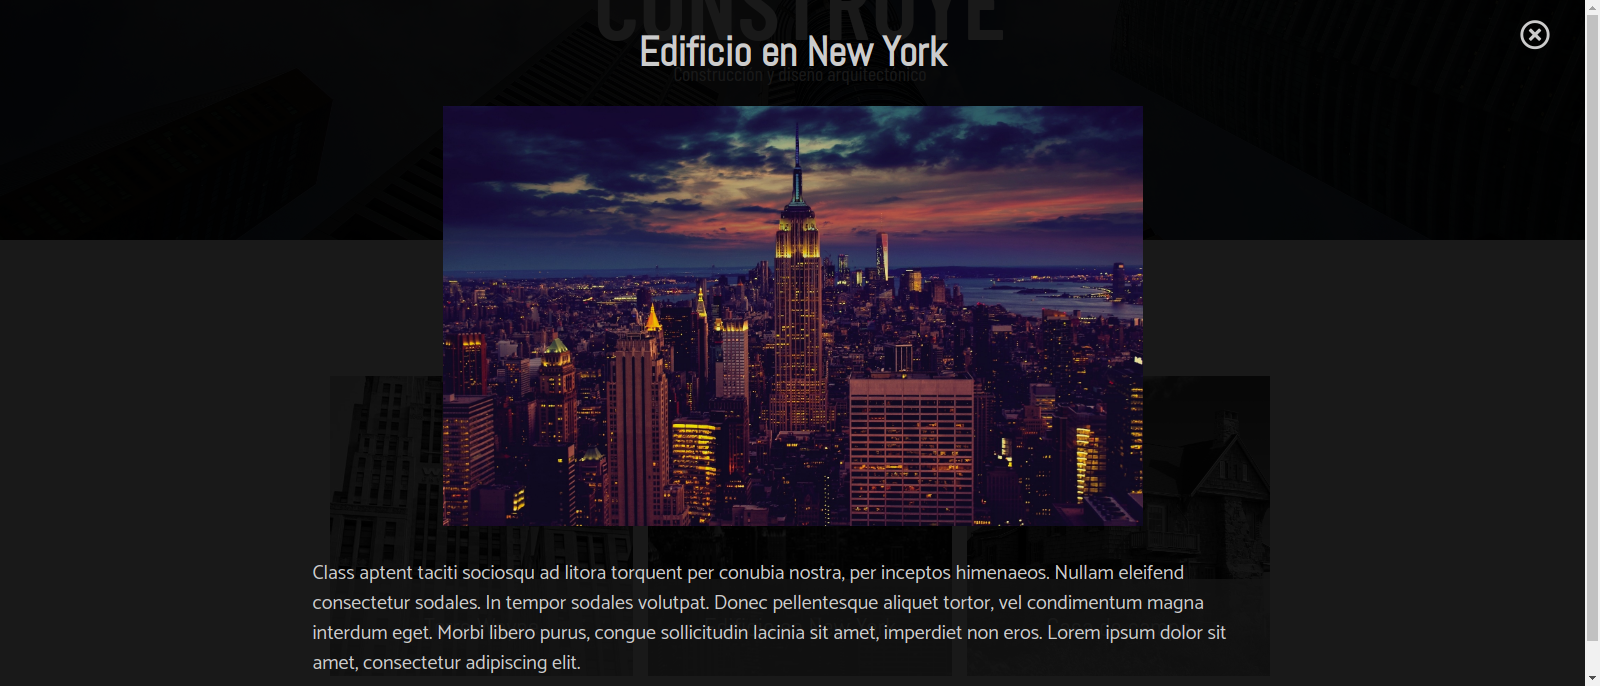 CONSTRUYE
Edificio en New York
Construcción y diseño arquitectónico
Class aptent taciti sociosqu ad litora torquent per conubia nostra, per inceptos himenaeos. Nullam eleifend
consectetur sodales. In tempor sodales volutpat. Donec pellentesque aliquet tortor, vel condimentum magna
interdum eget. Morbi libero purus, congue sollicitudin lacinia sit amet, imperdiet non eros. Lorem ipsum dolor sit
amet, consectetur adipiscing elit.